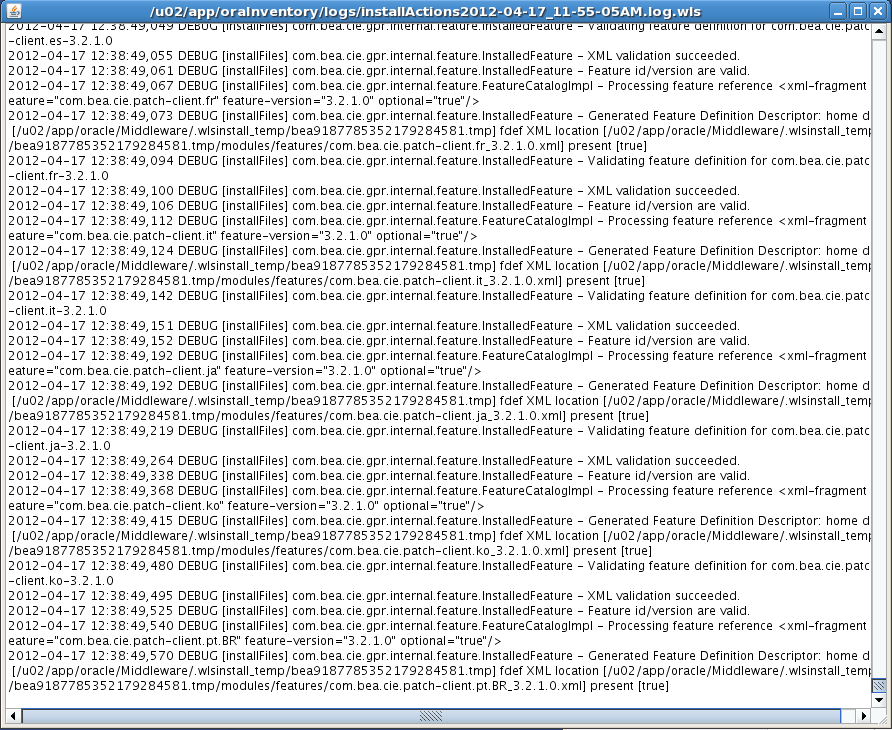 /u02/app/oraInventory/logs/installActions2012-04-17_11-55-05AM.log.wls
2012-04-17 12:38:49,049 DEBUG [installFiles] com.bea.cie.gpr.internal.feature.InstalledFeature - Validating feature definition for com.bea.cie.patc
-client.es-3.2.1.0
2012-04-17 12:38:49,055 DEBUG [installFiles] com.bea.cie.gpr.internal.feature.InstalledFeature - XML validation succeeded.
2012-04-17 12:38:49,061 DEBUG [installFiles] com.bea.cie.gpr.internal.feature.InstalledFeature - Feature id/version are valid.
2012-04-17 12:38:49,067 DEBUG [installFiles] com.bea.cie.gpr.internal.feature.FeatureCatalogImpl - Processing feature reference <xml-fragment
eature="com.bea.cie.patch-client.fr" feature-version="3.2.1.0" optional="true"/>
2012-04-17 12:38:49,073 DEBUG [installFiles] com.bea.cie.gpr.internal.feature.InstalledFeature - Generated Feature Definition Descriptor: home d
[/u02/app/oracle/Middleware/.wlsinstall_temp/bea9187785352179284581.tmp] fdef XML location [/u02/app/oracle/Middleware/.wlsinstall_temp
/bea9187785352179284581.tmp/modules/features/com.bea.cie.patch-client.fr_3.2.1.0.xml] present [true]
2012-04-17 12:38:49,094 DEBUG [installFiles] com.bea.cie.gpr.internal.feature.InstalledFeature - Validating feature definition for com.bea.cie.patc
-client.fr-3.2.1.0
2012-04-17 12:38:49,100 DEBUG [installFiles] com.bea.cie.gpr.internal.feature.InstalledFeature - XML validation succeeded.
2012-04-17 12:38:49,106 DEBUG [installFiles] com.bea.cie.gpr.internal.feature.InstalledFeature - Feature id/version are valid.
2012-04-17 12:38:49,112 DEBUG [installFiles] com.bea.cie.gpr.internal.feature.FeatureCatalogImpl - Processing feature reference <xml-fragment
eature="com.bea.cie.patch-client.it" feature-version="3.2.1.0" optional="true"/>
2012-04-17 12:38:49,124 DEBUG [installFiles] com.bea.cie.gpr.internal.feature.InstalledFeature - Generated Feature Definition Descriptor: home d
[/u02/app/oracle/Middleware/.wlsinstall_temp/bea9187785352179284581.tmp] fdef XML location [/u02/app/oracle/Middleware/.wlsinstall_temp
/bea9187785352179284581.tmp/modules/features/com.bea.cie.patch-client.it_3.2.1.0.xml] present [true]
2012-04-17 12:38:49,142 DEBUG [installFiles] com.bea.cie.gpr.internal.feature.InstalledFeature - Validating feature definition for com.bea.cie.patc
-client.it-3.2.1.0
2012-04-17 12:38:49,151 DEBUG [installFiles] com.bea.cie.gpr.internal.feature.InstalledFeature - XML validation succeeded.
2012-04-17 12:38:49,152 DEBUG [installFiles] com.bea.cie.gpr.internal.feature.InstalledFeature - Feature id/version are valid.
2012-04-17 12:38:49,192 DEBUG [installFiles] com.bea.cie.gpr.internal.feature.FeatureCatalogImpl - Processing feature reference <xml-fragment
eature="com.bea.cie.patch-client.ja" feature-version="3.2.1.0" optional="true"/>
2012-04-17 12:38:49,192 DEBUG [installFiles] com.bea.cie.gpr.internal.feature.InstalledFeature - Generated Feature Definition Descriptor: home d
[/u02/app/oracle/Middleware/.wlsinstall_temp/bea9187785352179284581.tmp] fdef XML location [/u02/app/oracle/Middleware/.wlsinstall_temp
/bea9187785352179284581.tmp/modules/features/com.bea.cie.patch-client.ja_3.2.1.0.xml] present [true]
2012-04-17 12:38:49,219 DEBUG [installFiles] com.bea.cie.gpr.internal.feature.InstalledFeature - Validating feature definition for com.bea.cie.patc
-client.ja-3.2.1.0
2012-04-17 12:38:49,264 DEBUG [installFiles] com.bea.cie.gpr.internal.feature.InstalledFeature - XML validation succeeded.
2012-04-17 12:38:49,338 DEBUG [installFiles] com.bea.cie.gpr.internal.feature.InstalledFeature - Feature id/version are valid.
2012-04-17 12:38:49,368 DEBUG [installFiles] com.bea.cie.gpr.internal.feature.FeatureCatalogImpl - Processing feature reference <xml-fragment
eature="com.bea.cie.patch-client.ko" feature-version="3.2.1.0" optional="true"/>
2012-04-17 12:38:49,415 DEBUG [installFiles] com.bea.cie.gpr.internal.feature.InstalledFeature - Generated Feature Definition Descriptor: home d
[/u02/app/oracle/Middleware/.wlsinstall_temp/bea9187785352179284581.tmp] fdef XML location [/u02/app/oracle/Middleware/.wlsinstall_temp
/bea9187785352179284581.tmp/modules/features/com.bea.cie.patch-client.ko_3.2.1.0.xml] present [true]
2012-04-17 12:38:49,480 DEBUG [installFiles] com.bea.cie.gpr.internal.feature.InstalledFeature - Validating feature definition for com.bea.cie.patc
-client.ko-3.2.1.0
2012-04-17 12:38:49,495 DEBUG [installFiles] com.bea.cie.gpr.internal.feature.InstalledFeature - XML validation succeeded.
2012-04-17 12:38:49,525 DEBUG [installFiles] com.bea.cie.gpr.internal.feature.InstalledFeature - Feature id/version are valid.
2012-04-17 12:38:49,540 DEBUG [installFiles] com.bea.cie.gpr.internal.feature.FeatureCatalogImpl - Processing feature reference <xml-fragment
eature="com.bea.cie.patch-client.pt.BR" feature-version="3.2.1.0" optional="true"/>
2012-04-17 12:38:49,570 DEBUG [installFiles] com.bea.cie.gpr.internal.feature.InstalledFeature - Generated Feature Definition Descriptor: home d
[/u02/app/oracle/Middleware/.wlsinstall_temp/bea9187785352179284581.tmp] fdef XML location [/u02/app/oracle/Middleware/.wlsinstall_temp
/bea9187785352179284581.tmp/modules/features/com.bea.cie.patch-client.pt.BR_3.2.1.0.xml] present [true]